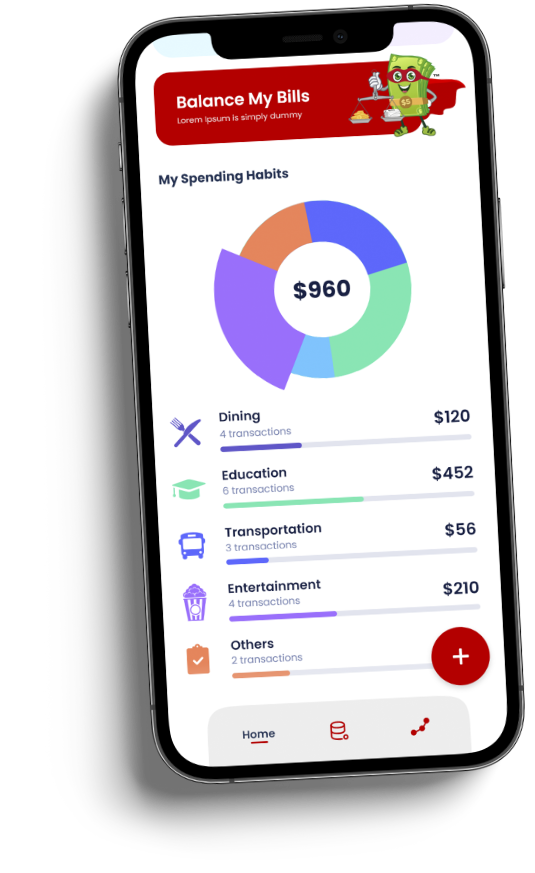 Balance My Bills
Lorem Ipsum is simply dummy
TM
$$
My Spending Habits
$960
Dining
$120
4 transactions
Education
$452
6 transactions
Transportation
$56
3 transactions
Entertainment
$210
4 transactions
Others
2 transactions
Home